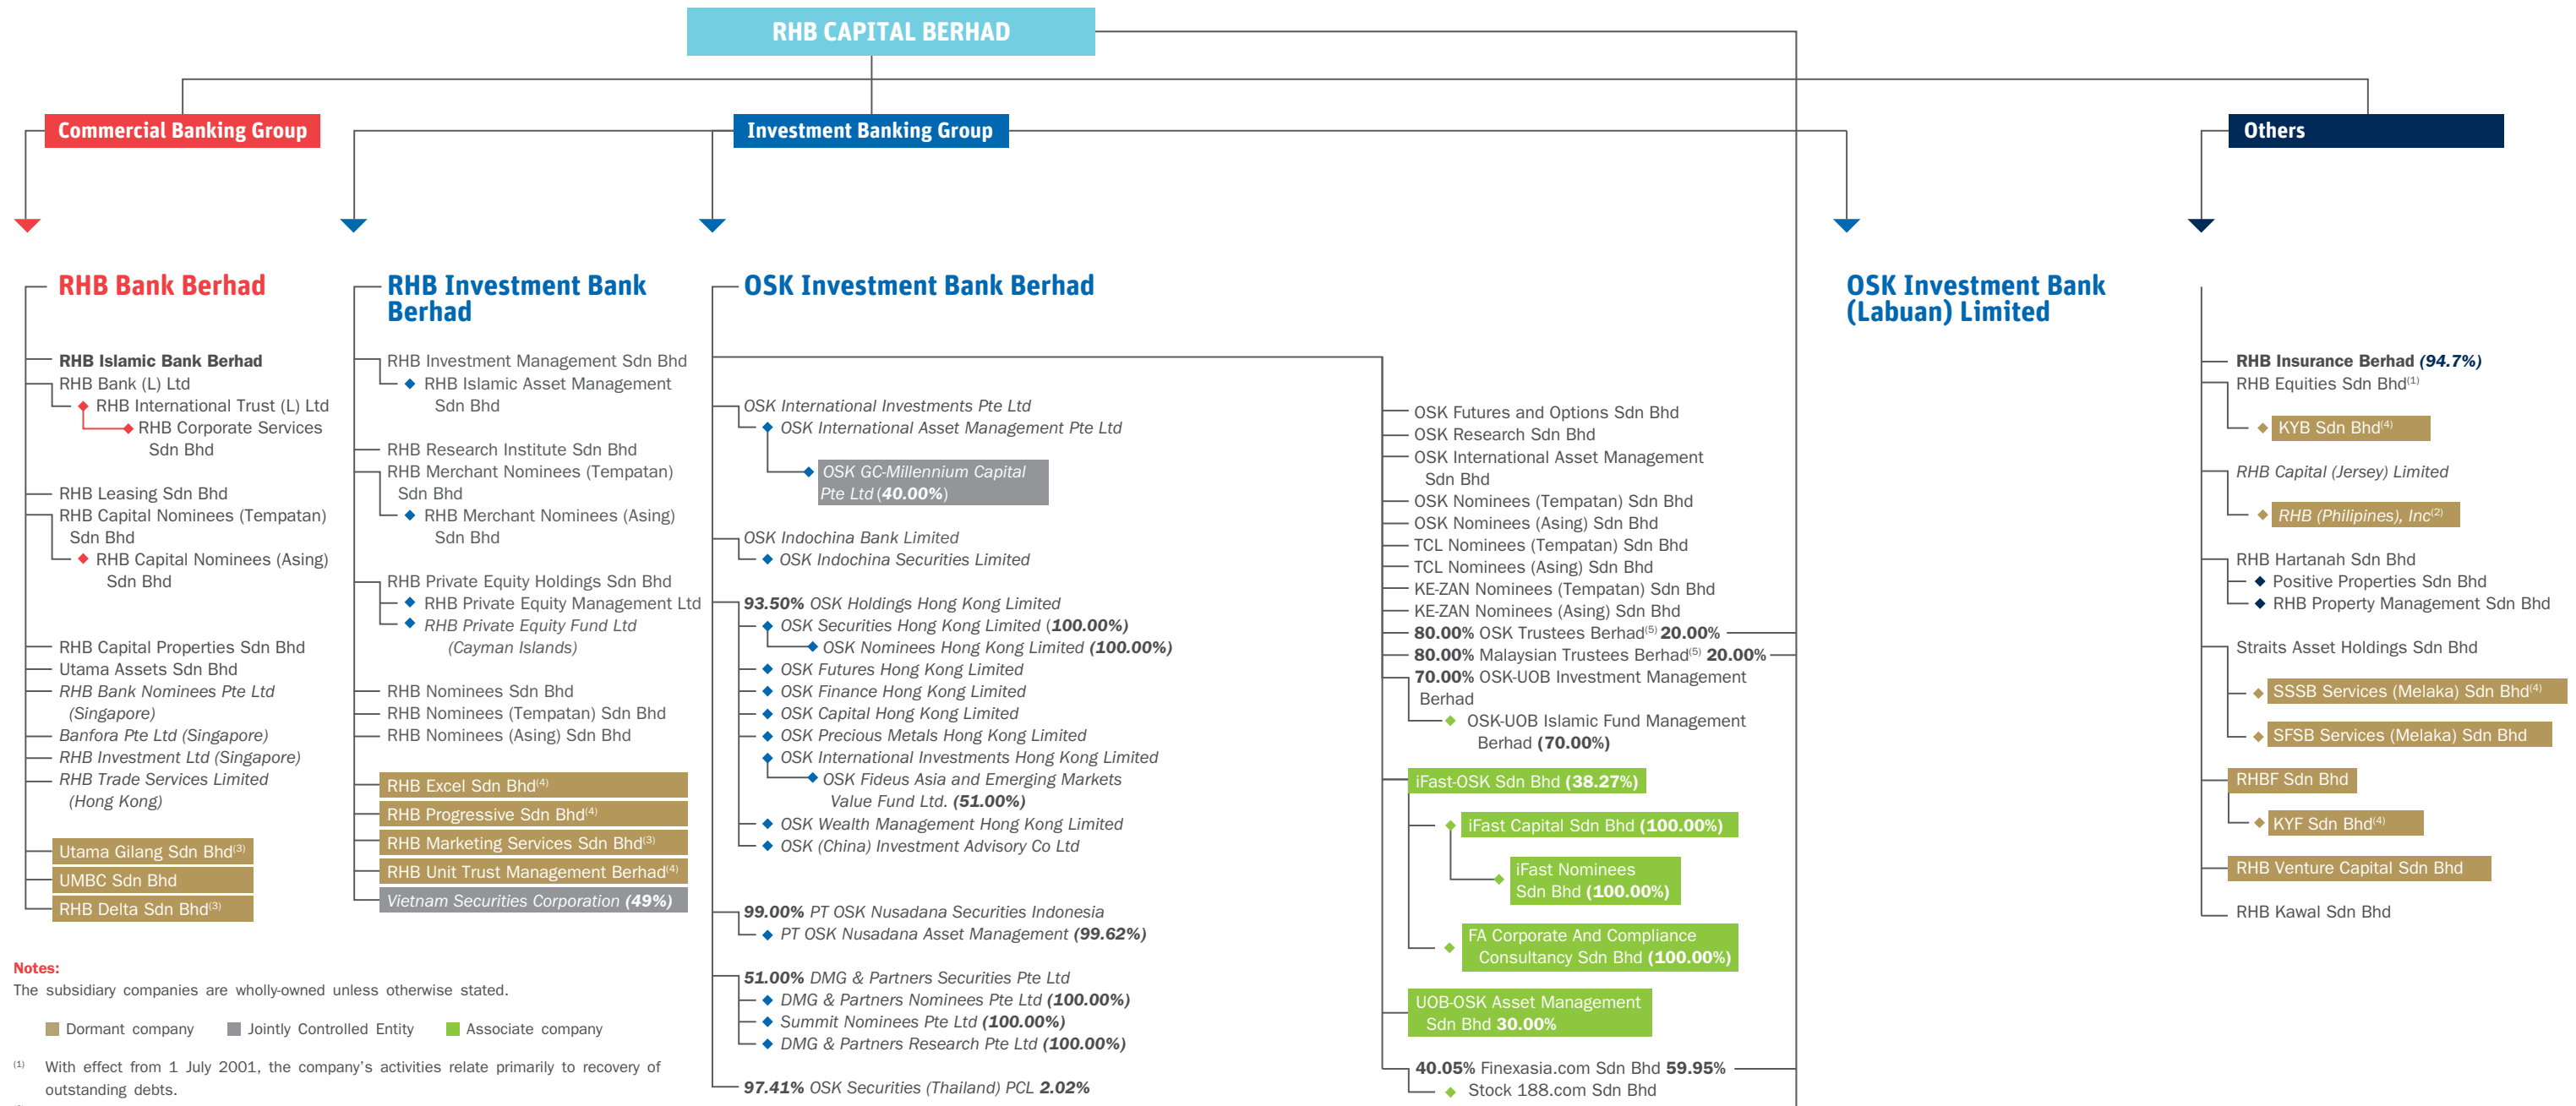 RHB CAPITAL BERHAD
Commercial Banking Group
Investment Banking Group
Others
RHB Bank Berhad
RHB Islamic Bank Berhad
RHB Bank (L) Ltd
RHB International Trust (L) Ltd
RHB Corporate Services
Sdn Bhd
RHB Leasing Sdn Bhd
RHB Capital Nominees (Tempatan)
Sdn Bhd
RHB Capital Nominees (Asing)
Sdn Bhd
RHB Capital Properties Sdn Bhd
Utama Assets Sdn Bhd
RHB Bank Nominees Pte Ltd
(Singapore)
Banfora Pte Ltd (Singapore)
RHB Investment Ltd (Singapore)
RHB Trade Services Limited
(Hong Kong)
Utama Gilang Sdn Bhd(3)
UMBC Sdn Bhd
RHB Delta Sdn Bhd(3)
RHB Investment Bank
Berhad
RHB Investment Management Sdn Bhd
RHB Islamic Asset Management
Sdn Bhd
RHB Research Institute Sdn Bhd
RHB Merchant Nominees (Tempatan)
Sdn Bhd
RHB Merchant Nominees (Asing)
Sdn Bhd
RHB Private Equity Holdings Sdn Bhd
RHB Private Equity Management Ltd
RHB Private Equity Fund Ltd
(Cayman Islands)
RHB Nominees Sdn Bhd
RHB Nominees (Tempatan) Sdn Bhd
RHB Nominees (Asing) Sdn Bhd
RHB Excel Sdn Bhd(4)
RHB Progressive Sdn Bhd(4)
RHB Marketing Services Sdn Bhd(3)
RHB Unit Trust Management Berhad(4)
Vietnam Securities Corporation (49%)
OSK Investment Bank Berhad
OSK International Investments Pte Ltd
OSK International Asset Management Pte Ltd
OSK GC-Millennium Capital
Pte Ltd (40.00%)
OSK Indochina Bank Limited
OSK Indochina Securities Limited
93.50% OSK Holdings Hong Kong Limited
OSK Securities Hong Kong Limited (100.00%)
OSK Nominees Hong Kong Limited (100.00%)
OSK Futures Hong Kong Limited
OSK Finance Hong Kong Limited
OSK Capital Hong Kong Limited
OSK Precious Metals Hong Kong Limited
OSK International Investments Hong Kong Limited
OSK Fideus Asia and Emerging Markets
Value Fund Ltd. (51.00%)
OSK Wealth Management Hong Kong Limited
OSK (China) Investment Advisory Co Ltd
99.00% PT OSK Nusadana Securities Indonesia
PT OSK Nusadana Asset Management (99.62%)
51.00% DMG & Partners Securities Pte Ltd
DMG & Partners Nominees Pte Ltd (100.00%)
Summit Nominees Pte Ltd (100.00%)
DMG & Partners Research Pte Ltd (100.00%)
97.41% OSK Securities (Thailand) PCL 2.02%
OSK Futures and Options Sdn Bhd
OSK Research Sdn Bhd
OSK International Asset Management
Sdn Bhd
OSK Nominees (Tempatan) Sdn Bhd
OSK Nominees (Asing) Sdn Bhd
TCL Nominees (Tempatan) Sdn Bhd
TCL Nominees (Asing) Sdn Bhd
KE-ZAN Nominees (Tempatan) Sdn Bhd
KE-ZAN Nominees (Asing) Sdn Bhd
80.00% OSK Trustees Berhad(5) 20.00%
80.00% Malaysian Trustees Berhad(5) 20.00%
70.00% OSK-UOB Investment Management
Berhad
OSK-UOB Islamic Fund Management
Berhad (70.00%)
iFast-OSK Sdn Bhd (38.27%)
iFast Capital Sdn Bhd (100.00%)
iFast Nominees
Sdn Bhd (100.00%)
FA Corporate And Compliance
Consultancy Sdn Bhd (100.00%)
UOB-OSK Asset Management
Sdn Bhd 30.00%
40.05% Finexasia.com Sdn Bhd 59.95%
Stock 188.com Sdn Bhd
OSK Investment Bank
(Labuan) Limited
RHB Insurance Berhad (94.7%)
RHB Equities Sdn Bhd(1)
KYB Sdn Bhd(4)
RHB Capital (Jersey) Limited
RHB (Philipines), Inc(2)
RHB Hartanah Sdn Bhd
Positive Properties Sdn Bhd
RHB Property Management Sdn Bhd
Straits Asset Holdings Sdn Bhd
SSSB Services (Melaka) Sdn Bhd(4)
SFSB Services (Melaka) Sdn Bhd
RHBF Sdn Bhd
KYF Sdn Bhd(4)
RHB Venture Capital Sdn Bhd
RHB Kawal Sdn Bhd
Notes:
The subsidiary companies are wholly-owned unless otherwise stated.
Dormant company Jointly Controlled Entity Associate company
(1) With effect from 1 July 2001, the company's activities relate primarily to recovery of
outstanding debts.